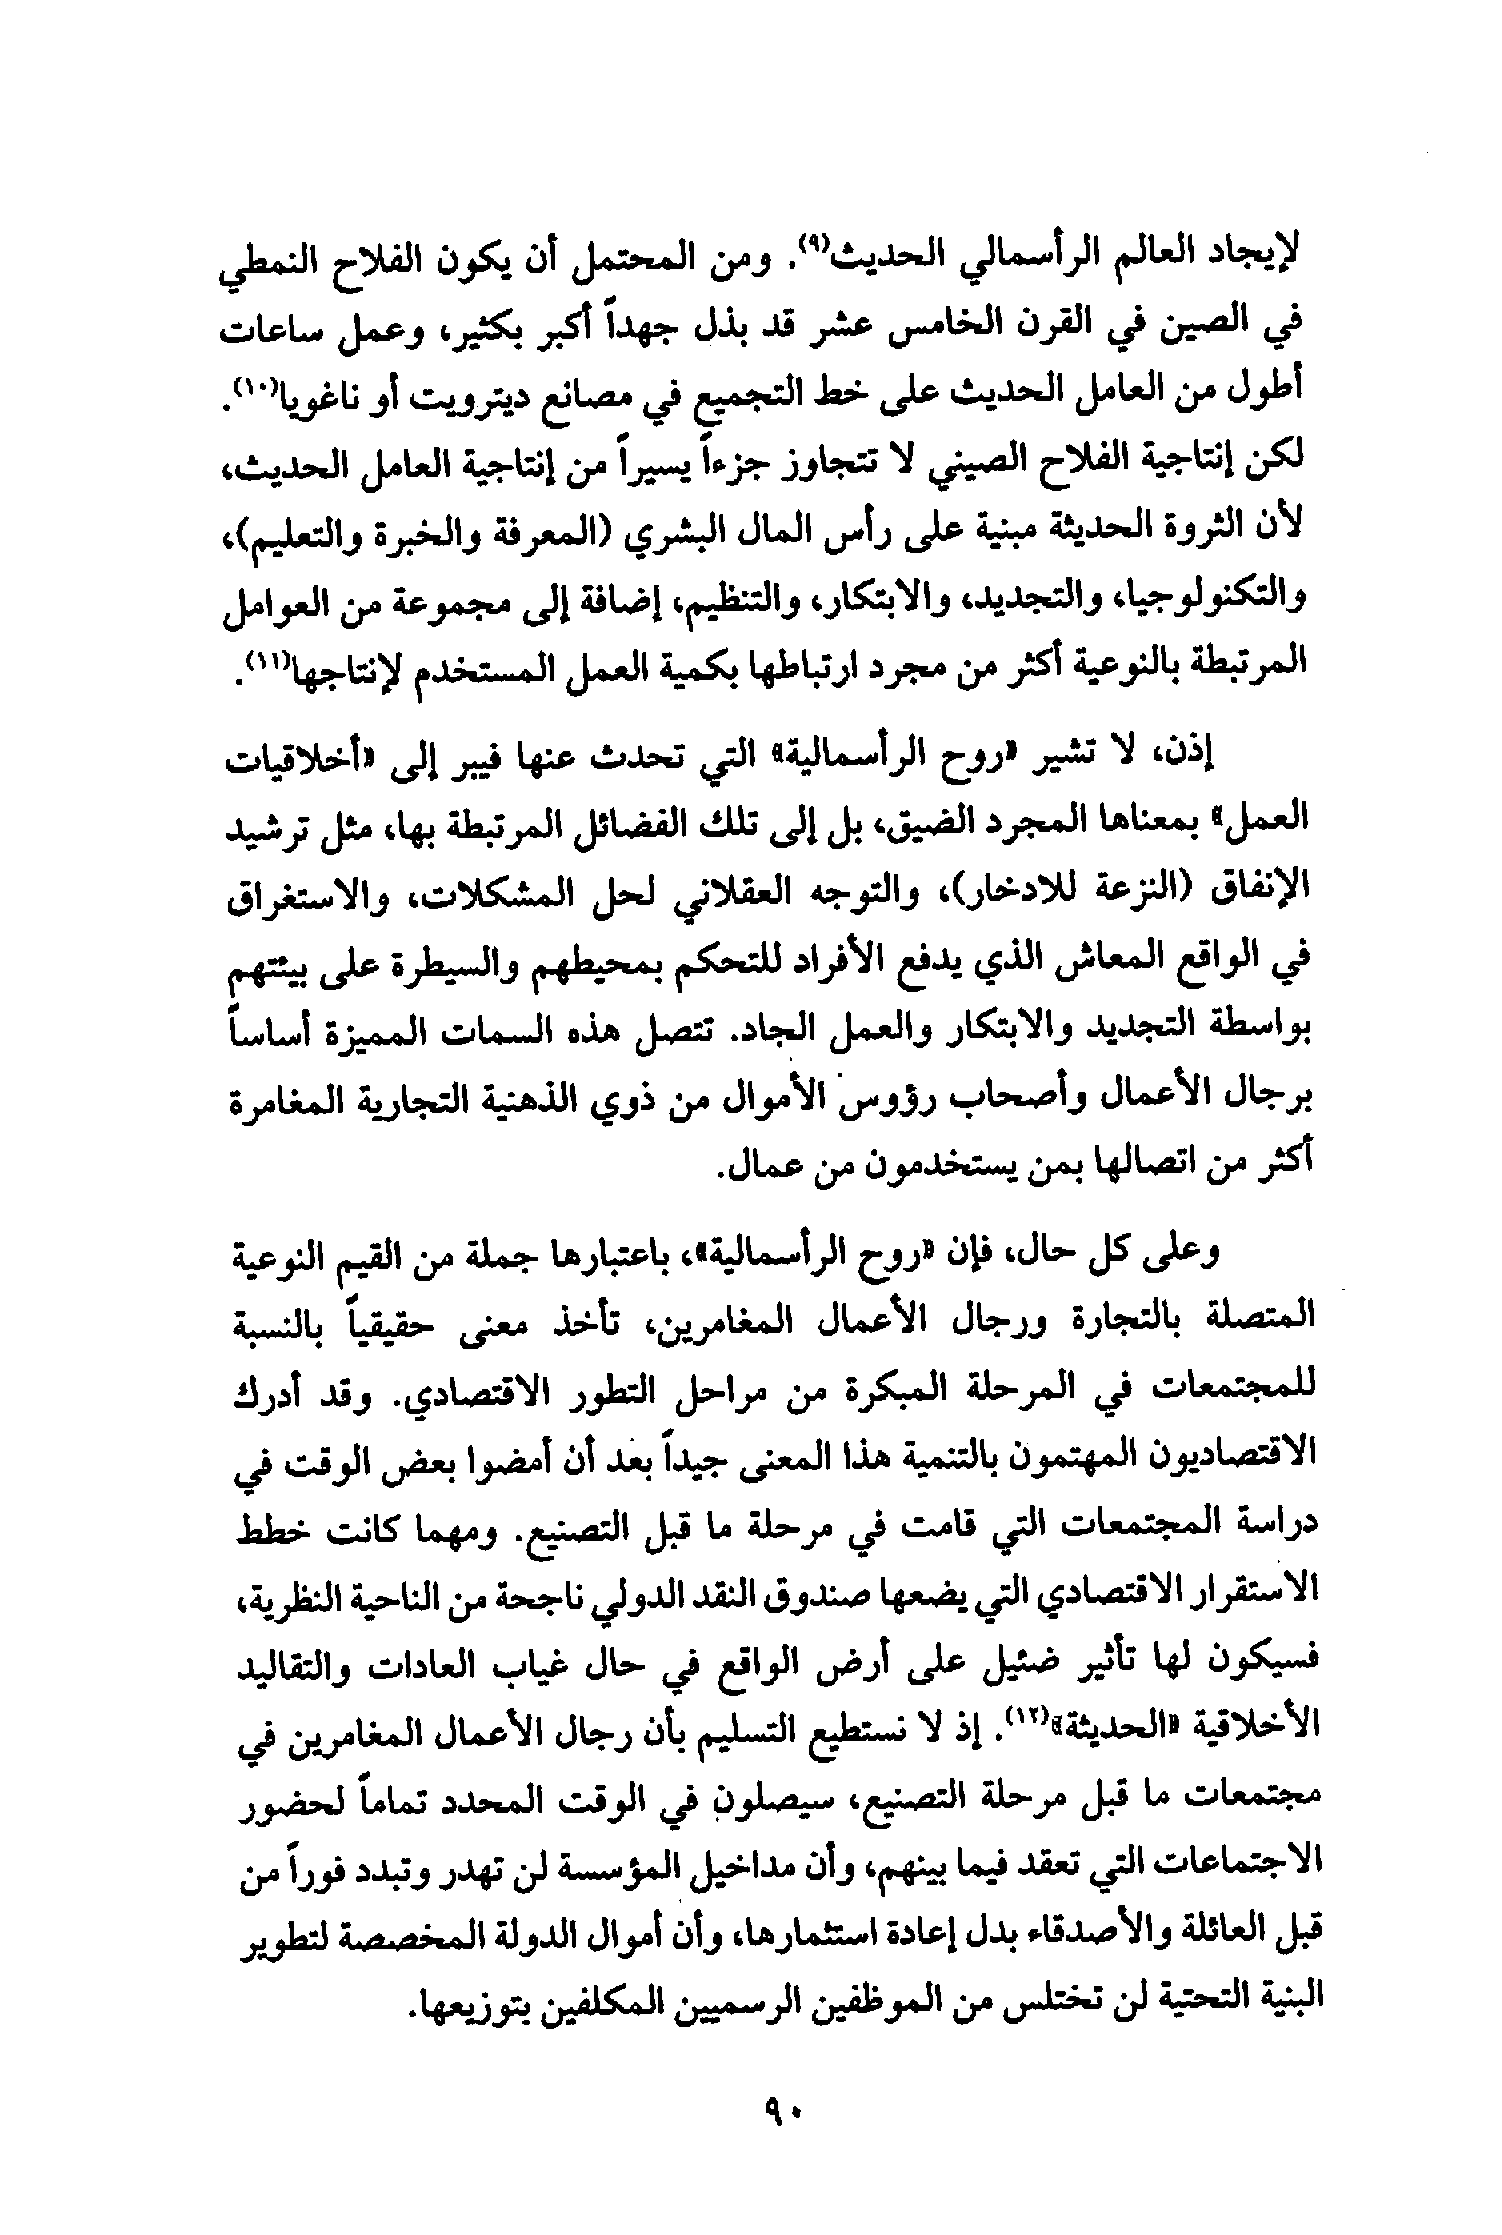 لإيجاد العالم الرأسمالي الحديث(٩). ومن المحتمل أن يكون الفلاح النمطي
في الصين في القرن الخامس عشر قد بذل جهداً أكبر بكثير، وعمل ساعات
أطول من العامل الحديث على خط التجميع في مصانع ديترويت أو ناغويا(١٠).
لكن إنتاجية الفلاح الصيني لا تتجاوز جزءاً يسيراً من إنتاجية العامل الحديث،
لأن الثروة الحديثة مبنية على رأس المال البشري (المعرفة والخبرة والتعليم)،
والتكنولوجيا، والتجديد، والابتكار، والتنظيم، إضافة إلى مجموعة من العوامل
المرتبطة بالنوعية أكثر من مجرد ارتباطها بكمية العمل المستخدم لإنتاجها(١١).
إذن، لا تشير «روح الرأسمالية» التي تحدث عنها فيبر إلى «أخلاقيات
العمل» بمعناها المجرد الضيق، بل إلى تلك الفضائل المرتبطة بها، مثل ترشيد
الإنفاق (النزعة للادخار)، والتوجه العقلاني لحل المشكلات، والاستغراق
في الواقع المعاش الذي يدفع الأفراد للتحكم بمحيطهم والسيطرة على بيئتهم
بواسطة التجديد والابتكار والعمل الجاد. تتصل هذه السمات المميزة أساساً
برجال الأعمال وأصحاب رؤوس الأموال من ذوي الذهنية التجارية المغامرة
أكثر من اتصالها بمن يستخدمون من عمال.
وعلى كل حال، فإن «روح الرأسمالية»، باعتبارها جملة من القيم النوعية
المتصلة بالتجارة ورجال الأعمال المغامرين، تأخذ معنى حقيقياً بالنسبة
للمجتمعات في المرحلة المبكرة من مراحل التطور الاقتصادي. وقد أدرك
الاقتصاديون المهتمون بالتنمية هذا المعنى جيداً بعد أن أمضوا بعض الوقت في
دراسة المجتمعات التي قامت في مرحلة ما قبل التصنيع. ومهما كانت خطط
الاستقرار الاقتصادي التي يضعها صندوق النقد الدولي ناجحة من الناحية النظرية،
فسيكون لها تأثير ضئيل على أرض الواقع في حال غياب العادات والتقاليد
الأخلاقية «الحديثة»(١٢). إذ لا نستطيع التسليم بأن رجال الأعمال المغامرين في
مجتمعات ما قبل مرحلة التصنيع، سيصلون في الوقت المحدد تماماً لحضور
الاجتماعات التي تعقد فيما بينهم، وأن مداخيل المؤسسة لن تهدر وتبدد فوراً من
قبل العائلة والأصدقاء بدل إعادة استثمارها، وأن أموال الدولة المخصصة لتطوير
البنية التحتية لن تختلس من الموظفين الرسميين المكلفين بتوزيعها.
٩٠